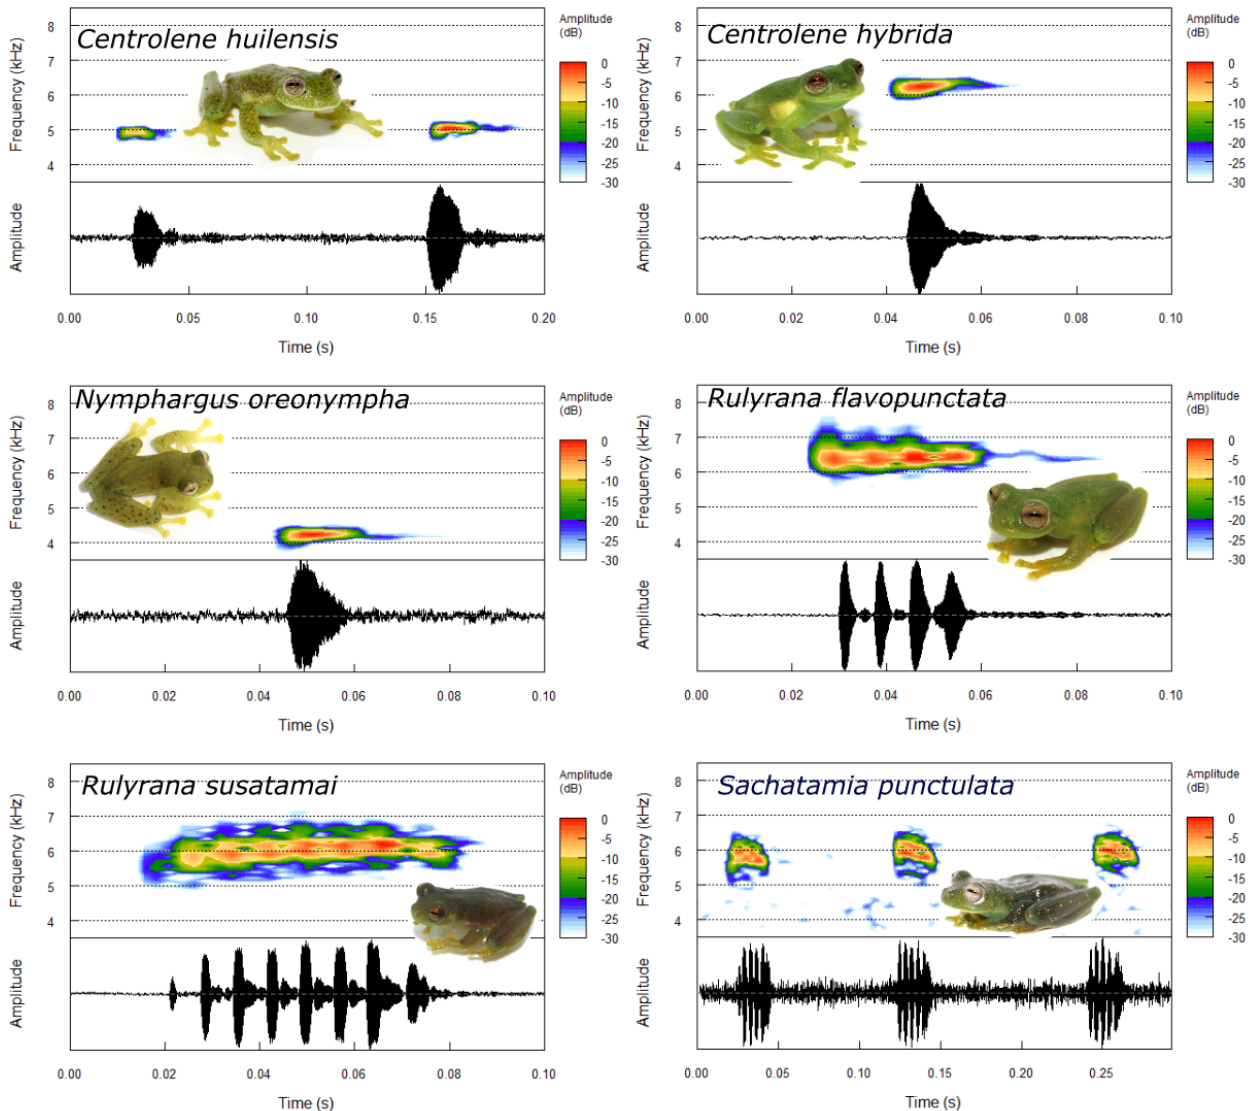 Centrolene huilensis
Frequency (kHz)
8
7
6
5
4
Amplitude
(dB)
0
-5
-10
-15
-20
-25
-30
Amplitude
0.00 0.05 0.10 0.15 0.20
Time (s)
Centrolene hybrida
Frequency (kHz)
8
7
6
5
4
Amplitude
(dB)
0
-5
-10
-15
-20
-25
-30
Amplitude
0.00 0.02 0.04 0.06 0.08 0.10
Time (s)
Nymphargus oreonympha
Frequency (kHz)
8
7
6
5
4
Amplitude
(dB)
0
-5
-10
-15
-20
-25
-30
Amplitude
0.00 0.02 0.04 0.06 0.08 0.10
Time (s)
Rulyrana flavopunctata
Frequency (kHz)
8
7
6
5
4
Amplitude
(dB)
0
-5
-10
-15
-20
-25
-30
Amplitude
0.00 0.02 0.04 0.06 0.08 0.10
Time (s)
Rulyrana susatamai
Frequency (kHz)
8
7
6
5
4
Amplitude
(dB)
0
-5
-10
-15
-20
-25
-30
Amplitude
0.00 0.02 0.04 0.06 0.08 0.10
Time (s)
Sachatamia punctulata
Frequency (kHz)
8
7
6
5
4
Amplitude
(dB)
0
-5
-10
-15
-20
-25
-30
Amplitude
0.00 0.05 0.10 0.15 0.20 0.25
Time (s)